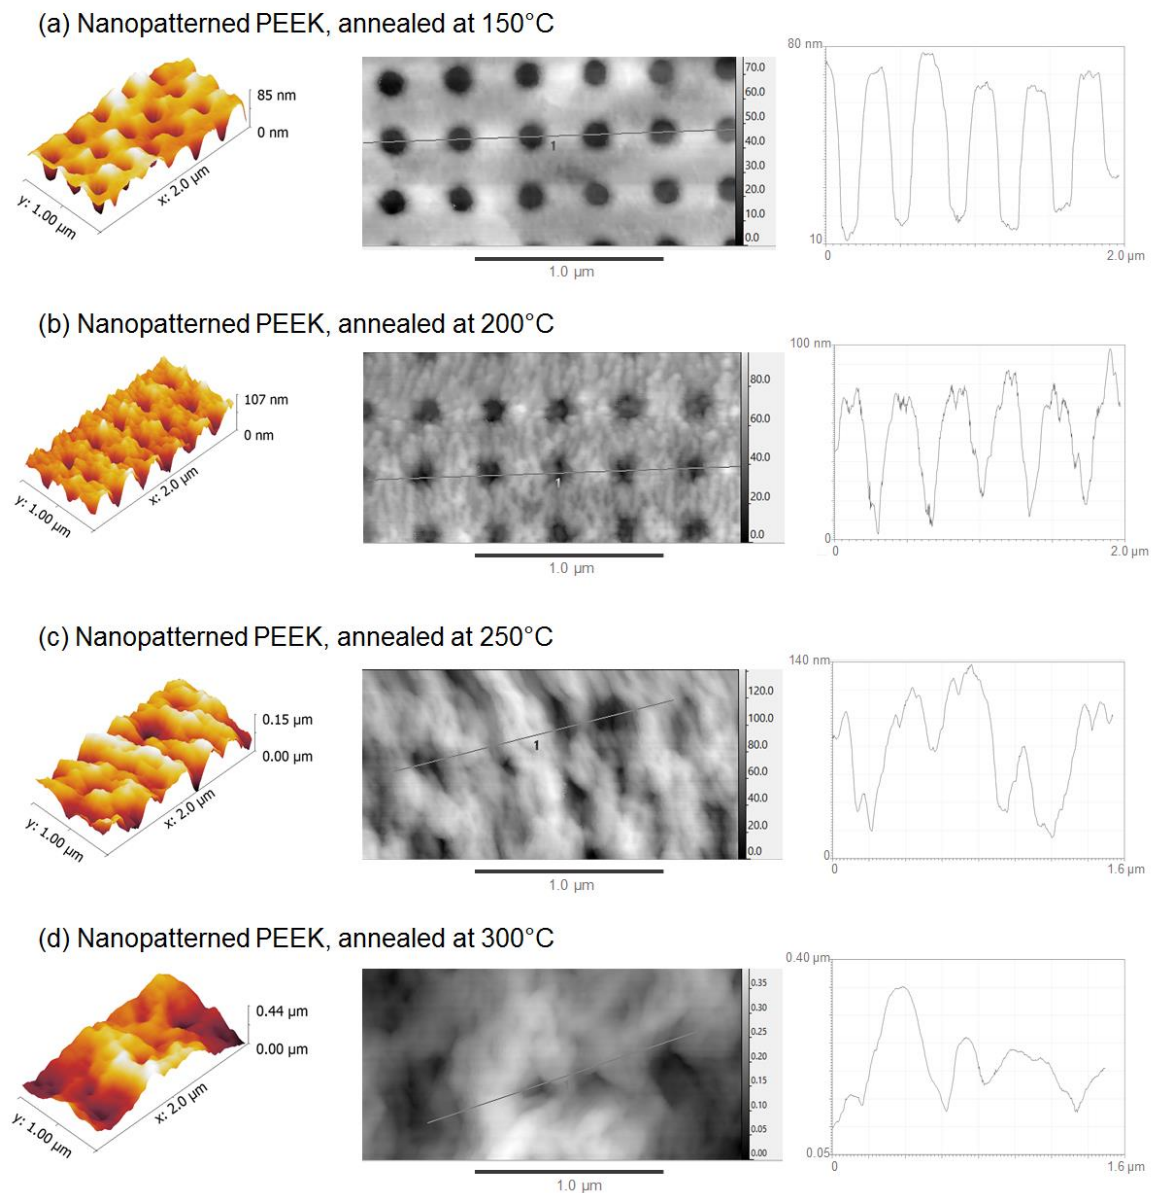 (a) Nanopatterned PEEK, annealed at 150°C
85 nm
0 nm
x: 2.0 µm
y: 1.00 µm
70.0
60.0
50.0
40.0
30.0
20.0
10.0
0.0
1
1.0 µm
80 nm
10
0
2.0 µm
(b) Nanopatterned PEEK, annealed at 200°C
107 nm
0 nm
x: 2.0 µm
y: 1.00 µm
80.0
60.0
40.0
20.0
0.0
1
1.0 µm
100 nm
0
0
2.0 µm
(c) Nanopatterned PEEK, annealed at 250°C
0.15 µm
0.00 µm
x: 2.0 µm
y: 1.00 µm
120.0
100.0
80.0
60.0
40.0
20.0
0.0
1
1.0 µm
140 nm
0
0
1.6 µm
(d) Nanopatterned PEEK, annealed at 300°C
0.44 µm
0.00 µm
x: 2.0 µm
y: 1.00 µm
0.35
0.30
0.25
0.20
0.15
0.10
0.05
0.00
1.0 µm
0.40 µm
0.05
0
1.6 µm